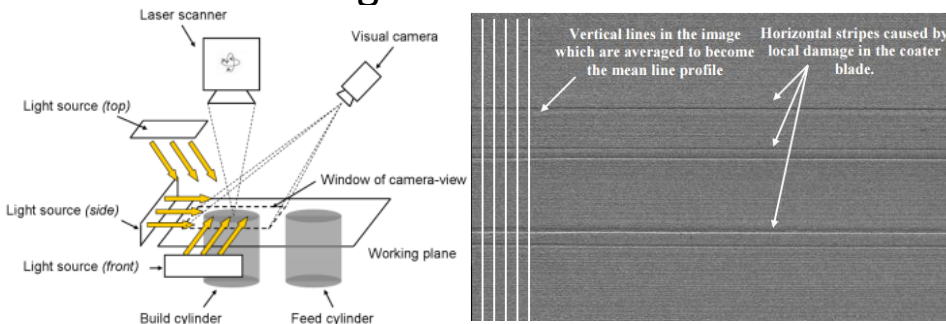 Laser scanner
Visual camera
Light source (top)
Window of camera-view
Light source (side)
Working plane
Light source (front)
Build cylinder
Feed cylinder
Vertical lines in the image
which are averaged to become
the mean line profile
Horizontal stripes caused by
local damage in the coater
blade.